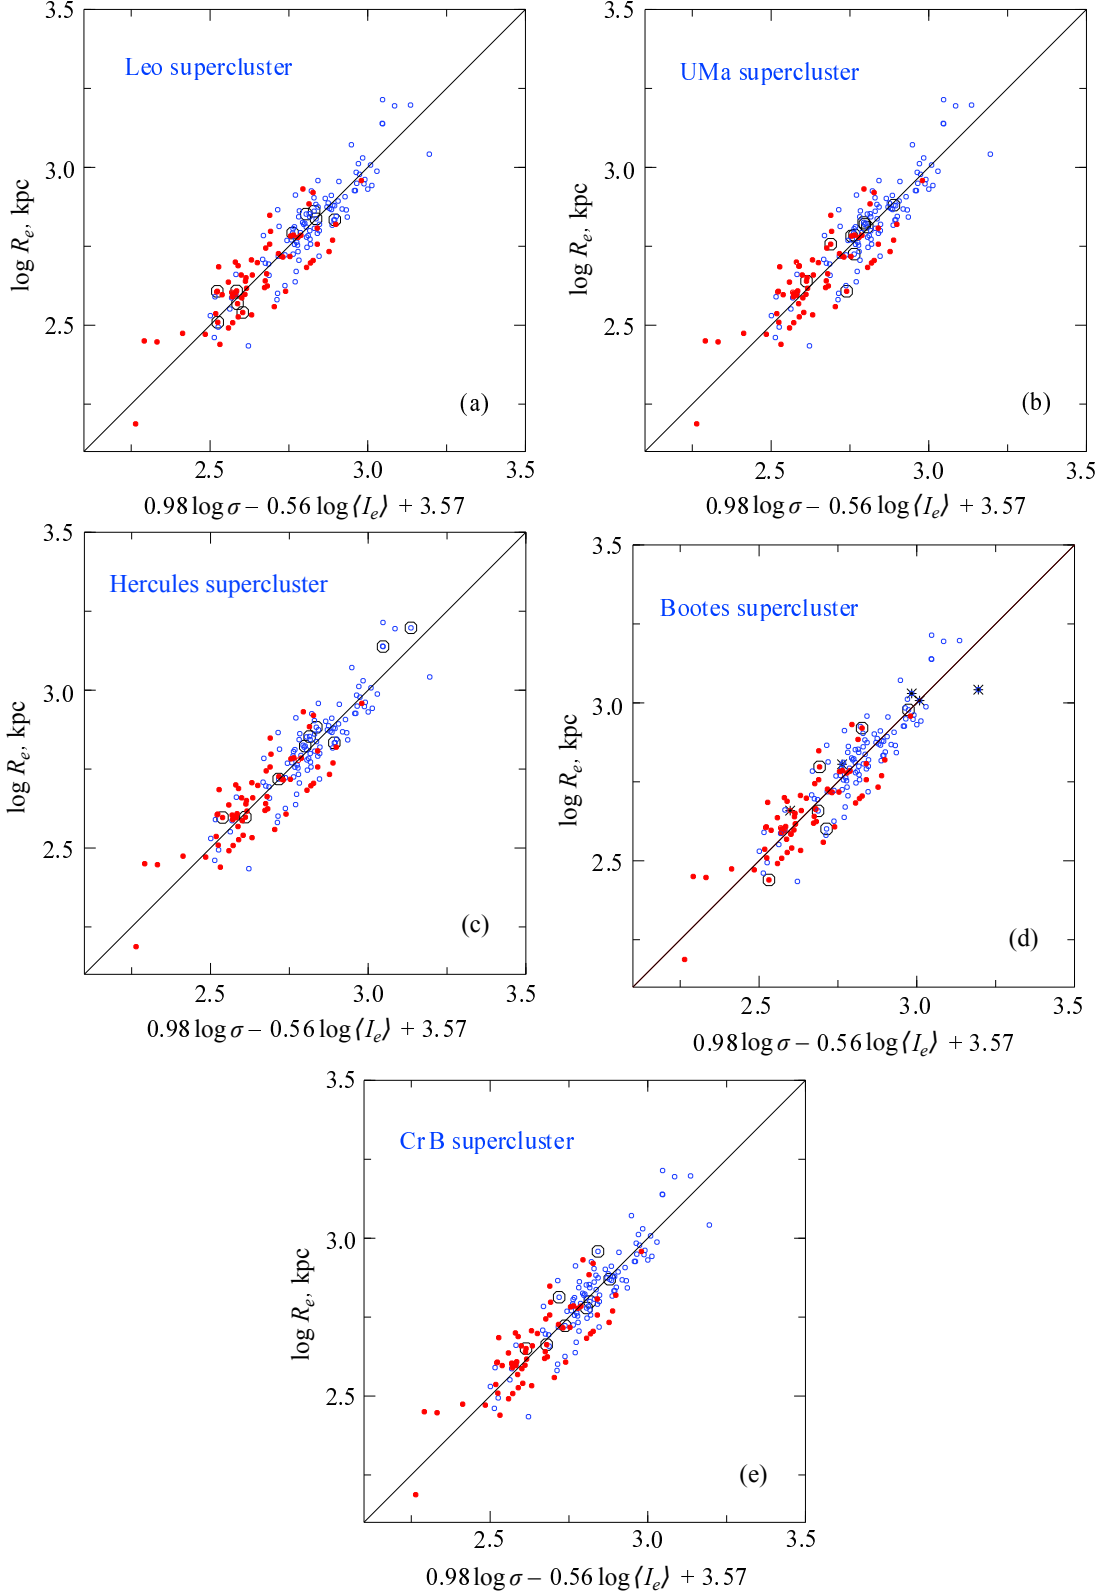 3.5
Leo supercluster
3.0
log R_e, kpc
2.5
(a)
2.5 3.0 3.5
0.98 log σ – 0.56 log⟨I_e⟩ + 3.57
3.5
UMa supercluster
3.0
log R_e, kpc
2.5
(b)
2.5 3.0 3.5
0.98 log σ – 0.56 log⟨I_e⟩ + 3.57
3.5
Hercules supercluster
3.0
log R_e, kpc
2.5
(c)
2.5 3.0 3.5
0.98 log σ – 0.56 log⟨I_e⟩ + 3.57
3.5
Bootes supercluster
3.0
log R_e, kpc
2.5
(d)
2.5 3.0 3.5
0.98 log σ – 0.56 log⟨I_e⟩ + 3.57
3.5
CrB supercluster
3.0
log R_e, kpc
2.5
(e)
2.5 3.0 3.5
0.98 log σ – 0.56 log⟨I_e⟩ + 3.57